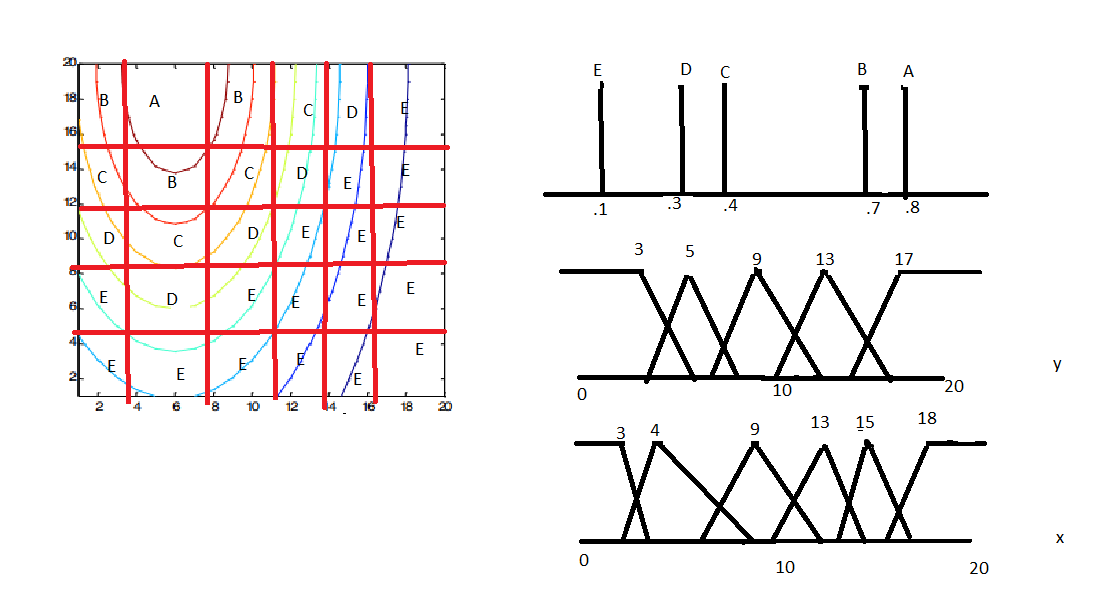 20
B A B C D E
18
16
C B C D E E
14
12
D C D E E E
10
8
E D E E E E
6
4
E E E E E E
2
2 4 6 8 10 12 14 16 18 20
E D C B A
.1 .3 .4 .7 .8
3 5 9 13 17
y
0 10 20
3 4 9 13 15 18
x
0 10 20